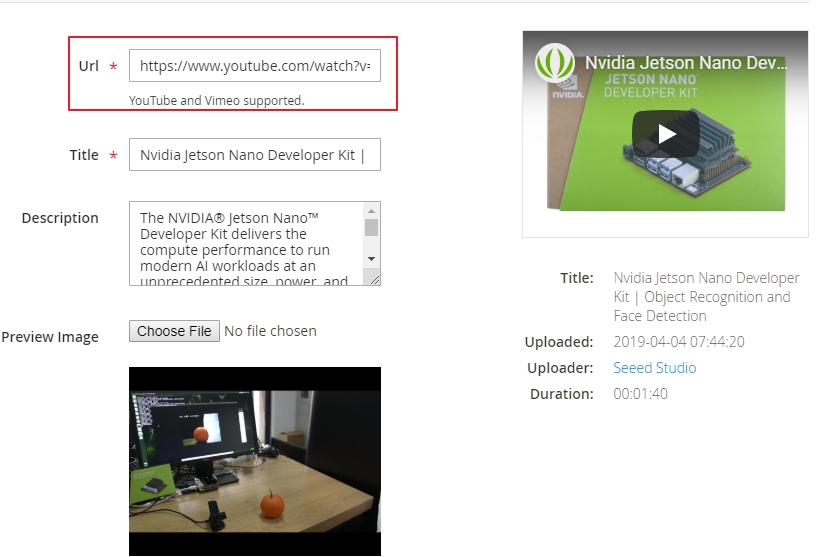 Url *
https://www.youtube.com/watch?v=
YouTube and Vimeo supported.
Title *
Nvidia Jetson Nano Developer Kit |
Description
The NVIDIA® Jetson Nano™
Developer Kit delivers the
compute performance to run
modern AI workloads at an
unprecedented size, power, and
Preview Image
Choose File No file chosen
Nvidia Jetson Nano Dev...
JETSON NANO™
DEVELOPER KIT
NVIDIA.
Title: Nvidia Jetson Nano Developer
Kit | Object Recognition and
Face Detection
Uploaded: 2019-04-04 07:44:20
Uploader: Seeed Studio
Duration: 00:01:40